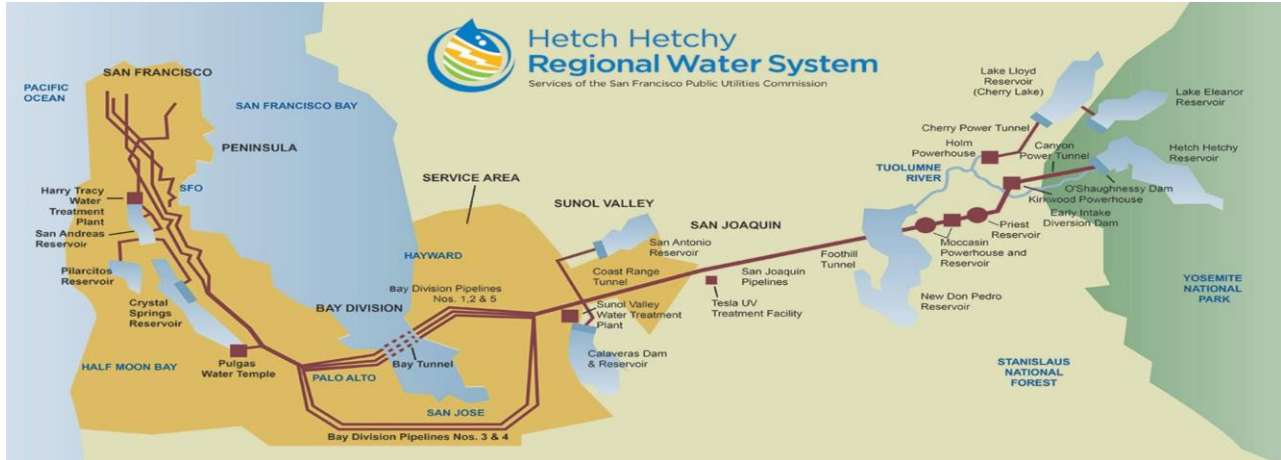 Hetch Hetchy
Regional Water System
Services of the San Francisco Public Utilities Commission
PACIFIC
OCEAN
SAN FRANCISCO
SAN FRANCISCO BAY
PENINSULA
SFO
Harry Tracy
Water
Treatment
Plant
San Andreas
Reservoir
Pilarcitos
Reservoir
Crystal
Springs
Reservoir
HALF MOON BAY
Pulgas
Water Temple
PALO ALTO
BAY DIVISION
Bay Division Pipelines
Nos. 1,2 & 5
Bay Tunnel
SAN JOSE
Bay Division Pipelines Nos. 3 & 4
HAYWARD
SERVICE AREA
SUNOL VALLEY
San Antonio
Reservoir
Coast Range
Tunnel
Sunol Valley
Water Treatment
Plant
Calaveras Dam
& Reservoir
SAN JOAQUIN
San Joaquin
Pipelines
Tesla UV
Treatment Facility
Foothill
Tunnel
New Don Pedro
Reservoir
Moccasin
Powerhouse and
Reservoir
Priest
Reservoir
TUOLUMNE
RIVER
Holm
Powerhouse
Cherry Power Tunnel
Lake Lloyd
Reservoir
(Cherry Lake)
Lake Eleanor
Reservoir
Canyon
Power Tunnel
Hetch Hetchy
Reservoir
O'Shaughnessy Dam
Kirkwood Powerhouse
Early Intake
Diversion Dam
YOSEMITE
NATIONAL
PARK
STANISLAUS
NATIONAL
FOREST